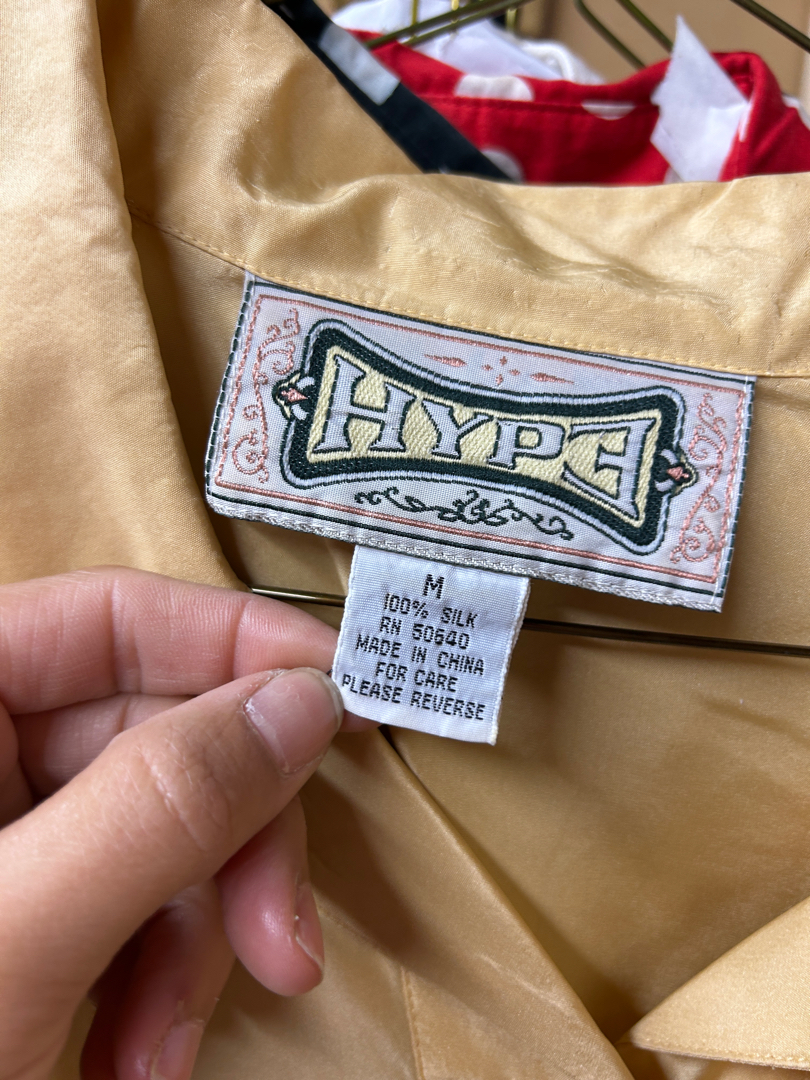 HYPE
M
100% SILK
RN 50640
MADE IN CHINA
FOR CARE
PLEASE REVERSE